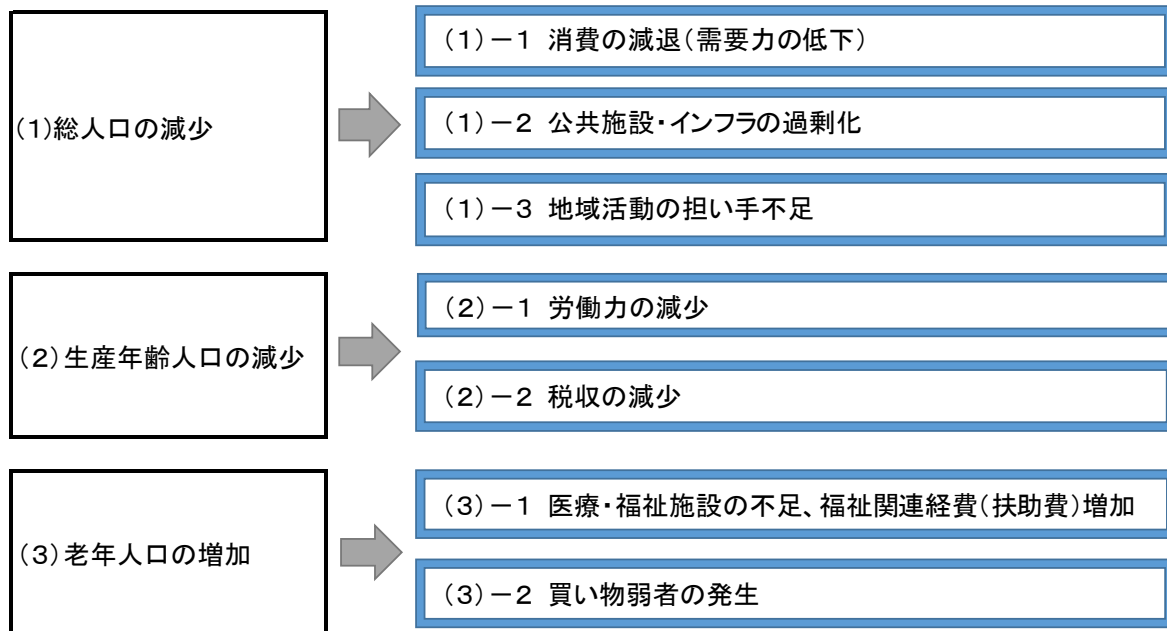 (1)総人口の減少
(1)－1 消費の減退(需要力の低下)
(1)－2 公共施設・インフラの過剰化
(1)－3 地域活動の担い手不足
(2)生産年齢人口の減少
(2)－1 労働力の減少
(2)－2 税収の減少
(3)老年人口の増加
(3)－1 医療・福祉施設の不足、福祉関連経費(扶助費)増加
(3)－2 買い物弱者の発生